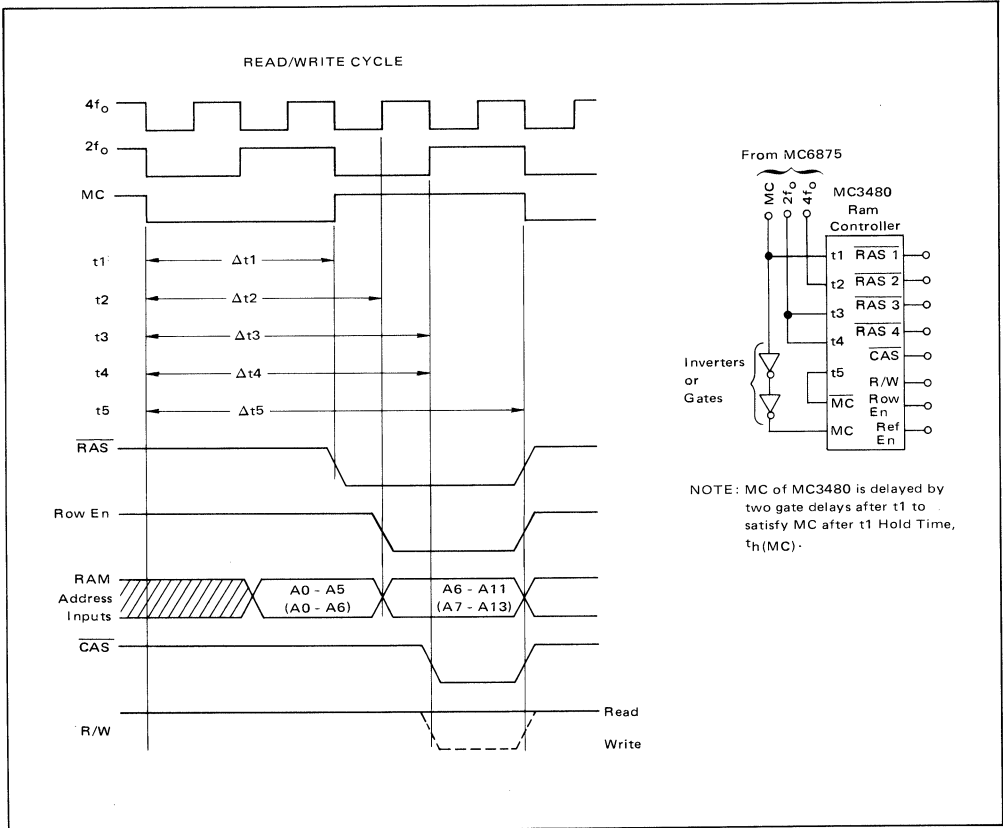 READ/WRITE CYCLE
4fo
2fo
MC
t1 Δt1
t2 Δt2
t3 Δt3
t4 Δt4
t5 Δt5
RAS
Row En
RAM
Address
Inputs
A0 - A5
(A0 - A6)
A6 - A11
(A7 - A13)
CAS
R/W
Read
Write
From MC6875
MC
2fo
4fo
MC3480
Ram
Controller
t1 RAS 1
t2 RAS 2
t3 RAS 3
t4 RAS 4
CAS
t5
R/W
MC
Row
En
MC
Ref
En
Inverters
or
Gates
NOTE: MC of MC3480 is delayed by
two gate delays after t1 to
satisfy MC after t1 Hold Time,
th(MC).